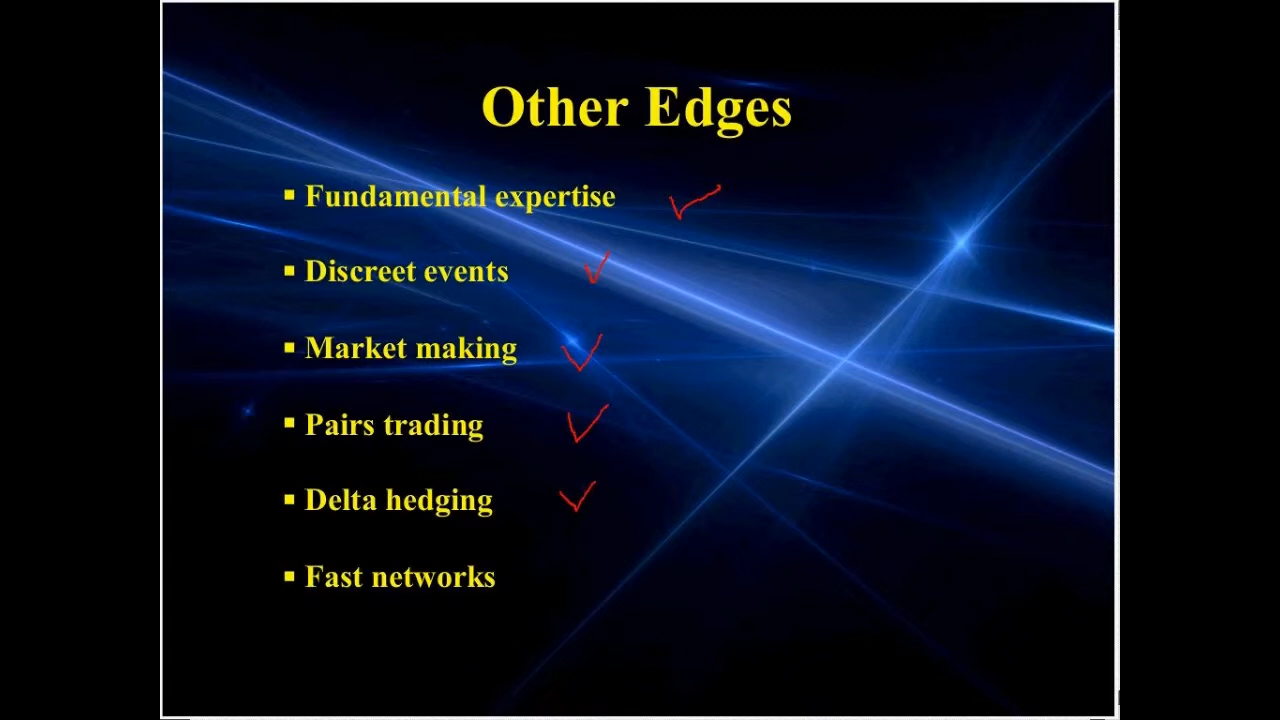 Other Edges
▪ Fundamental expertise
▪ Discreet events
▪ Market making
▪ Pairs trading
▪ Delta hedging
▪ Fast networks